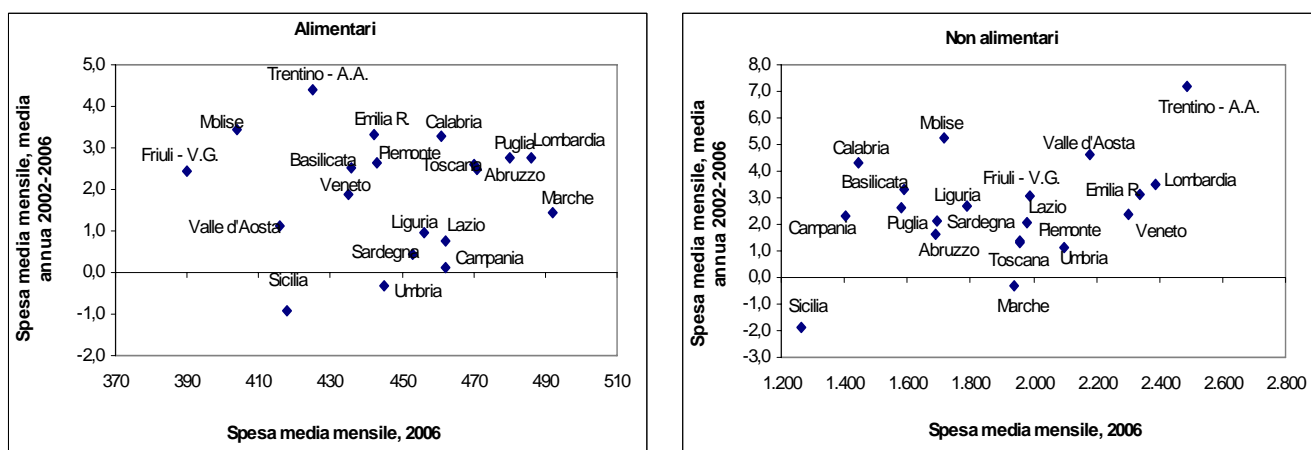 Alimentari
Spesa media mensile, media
annua 2002-2006
5,0
4,0
3,0
2,0
1,0
0,0
-1,0
-2,0
Trentino - A.A.
Molise
Emilia R.
Calabria
Puglia
Lombardia
Friuli - V.G.
Basilicata
Piemonte
Toscana
Abruzzo
Veneto
Marche
Valle d'Aosta
Liguria
Lazio
Sardegna
Campania
Sicilia
Umbria
370
390
410
430
450
470
490
510
Spesa media mensile, 2006
Non alimentari
Spesa media mensile, media
annua 2002-2006
8,0
7,0
6,0
5,0
4,0
3,0
2,0
1,0
0,0
-1,0
-2,0
-3,0
Trentino - A.A.
Molise
Valle d'Aosta
Calabria
Basilicata
Friuli - V.G.
Emilia R.
Lombardia
Liguria
Lazio
Campania
Puglia
Sardegna
Piemonte
Veneto
Abruzzo
Toscana
Umbria
Sicilia
Marche
1.200
1.400
1.600
1.800
2.000
2.200
2.400
2.600
2.800
Spesa media mensile, 2006